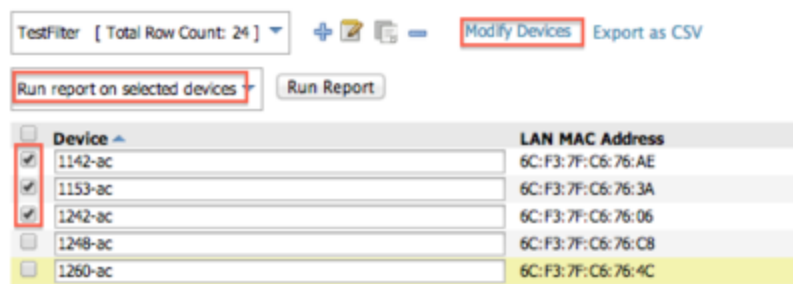 TestFilter [ Total Row Count: 24 ] Modify Devices Export as CSV
Run report on selected devices Run Report
Device LAN MAC Address
1142-ac 6C:F3:7F:C6:76:AE
1153-ac 6C:F3:7F:C6:76:3A
1242-ac 6C:F3:7F:C6:76:06
1248-ac 6C:F3:7F:C6:76:C8
1260-ac 6C:F3:7F:C6:76:4C